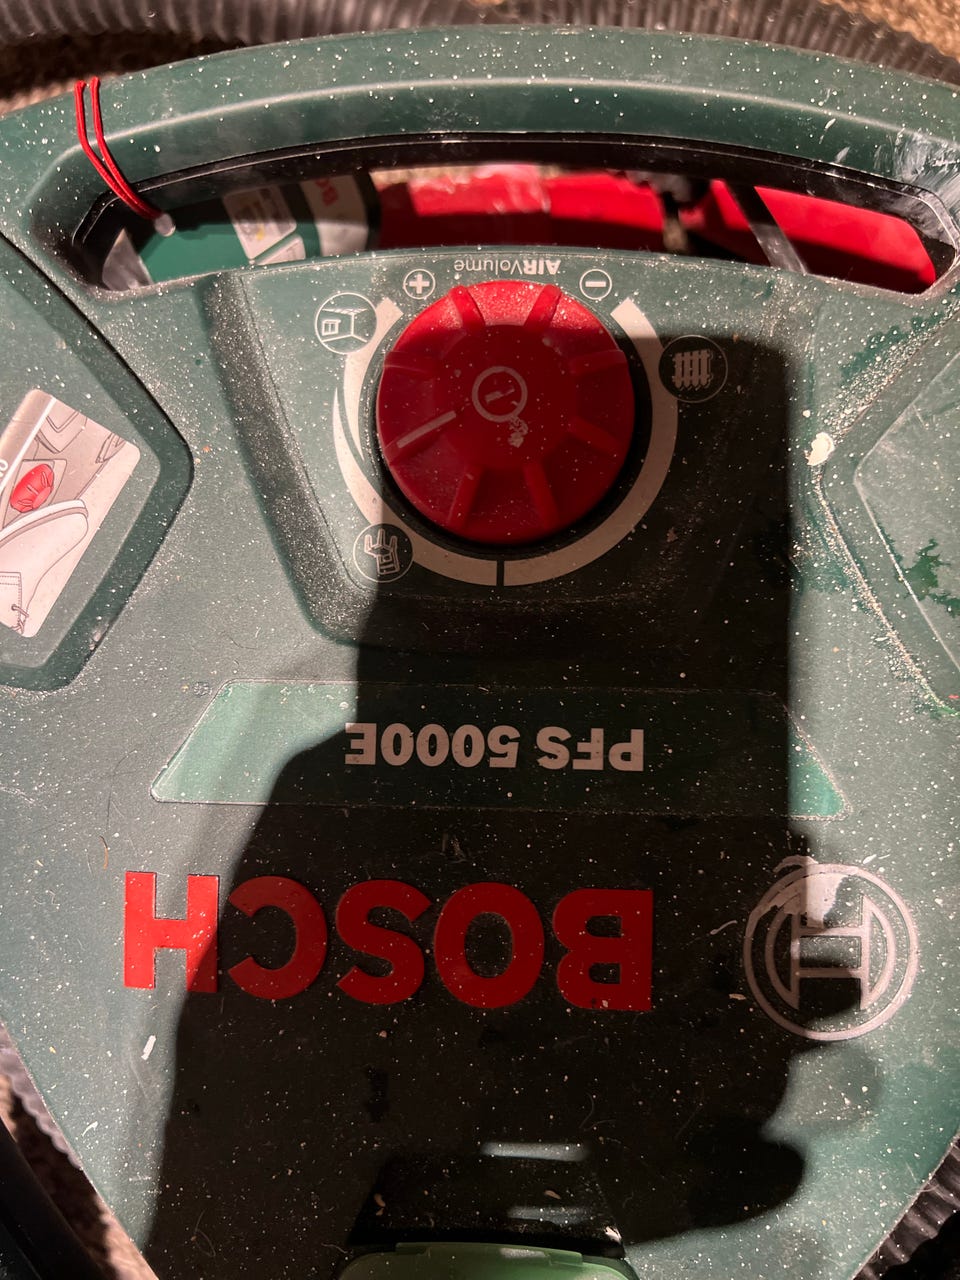 AIRVolume
PFS 5000E
BOSCH